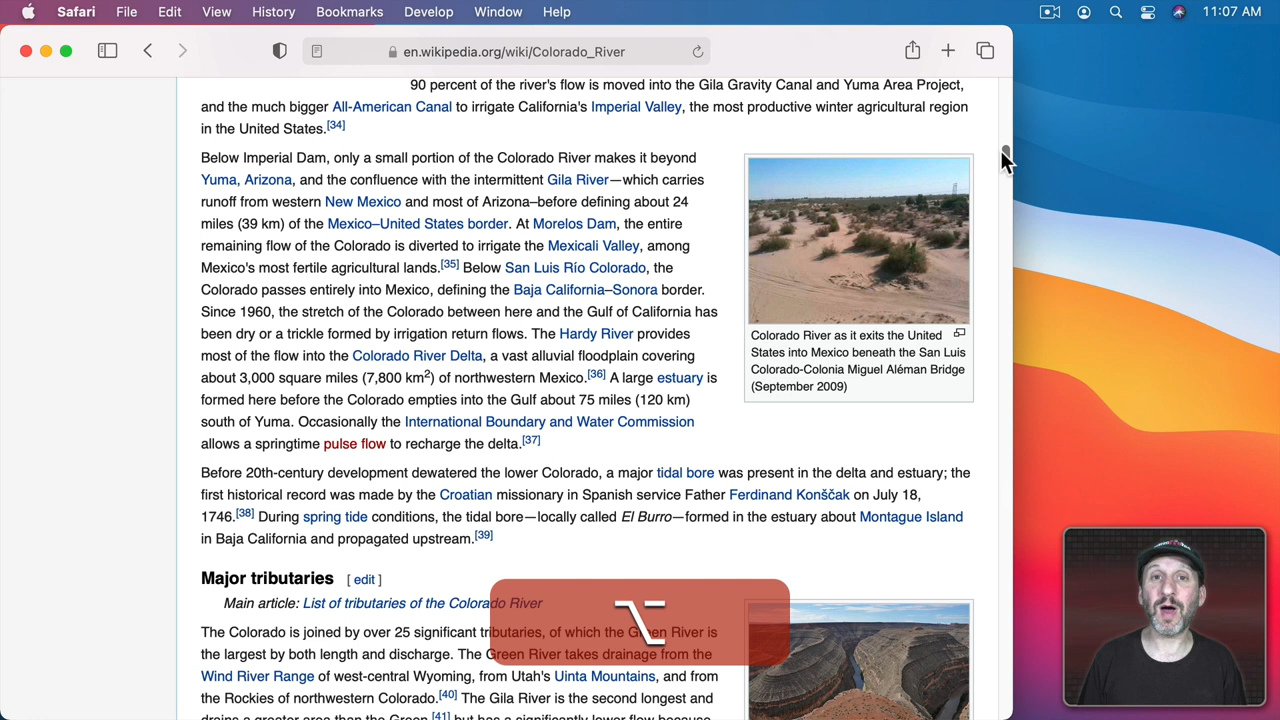 Safari File Edit View History Bookmarks Develop Window Help 11:07 AM
en.wikipedia.org/wiki/Colorado_River
90 percent of the river's flow is moved into the Gila Gravity Canal and Yuma Area Project,
and the much bigger All-American Canal to irrigate California's Imperial Valley, the most productive winter agricultural region
in the United States.[34]
Below Imperial Dam, only a small portion of the Colorado River makes it beyond
Yuma, Arizona, and the confluence with the intermittent Gila River—which carries
runoff from western New Mexico and most of Arizona–before defining about 24
miles (39 km) of the Mexico–United States border. At Morelos Dam, the entire
remaining flow of the Colorado is diverted to irrigate the Mexicali Valley, among
Mexico's most fertile agricultural lands.[35] Below San Luis Río Colorado, the
Colorado passes entirely into Mexico, defining the Baja California–Sonora border.
Since 1960, the stretch of the Colorado between here and the Gulf of California has
been dry or a trickle formed by irrigation return flows. The Hardy River provides
most of the flow into the Colorado River Delta, a vast alluvial floodplain covering
about 3,000 square miles (7,800 km2) of northwestern Mexico.[36] A large estuary is
formed here before the Colorado empties into the Gulf about 75 miles (120 km)
south of Yuma. Occasionally the International Boundary and Water Commission
allows a springtime pulse flow to recharge the delta.[37]
Colorado River as it exits the United
States into Mexico beneath the San Luis
Colorado-Colonia Miguel Aléman Bridge
(September 2009)
Before 20th-century development dewatered the lower Colorado, a major tidal bore was present in the delta and estuary; the
first historical record was made by the Croatian missionary in Spanish service Father Ferdinand Konščak on July 18,
1746.[38] During spring tide conditions, the tidal bore—locally called El Burro—formed in the estuary about Montague Island
in Baja California and propagated upstream.[39]
Major tributaries [ edit ]
Main article: List of tributaries of the Colorado River
The Colorado is joined by over 25 significant tributaries, of which the Green River is
the largest by both length and discharge. The Green River takes drainage from the
Wind River Range of west-central Wyoming, from Utah's Uinta Mountains, and from
the Rockies of northwestern Colorado.[40] The Gila River is the second longest and
drains a greater area than the Green,[41] but has a significantly lower flow because
⌥